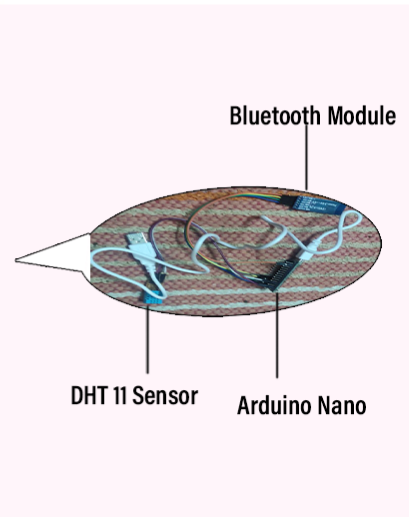 Bluetooth Module
DHT 11 Sensor
Arduino Nano